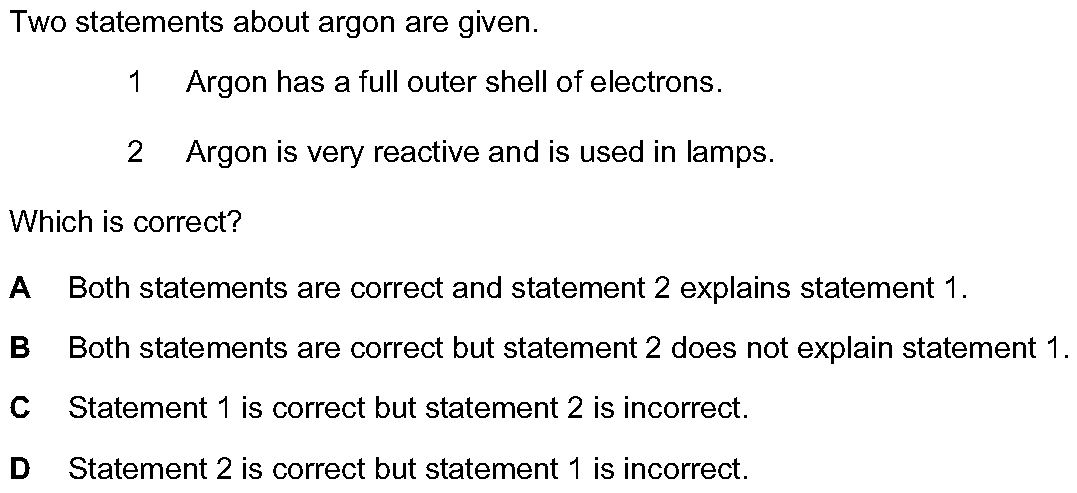 Two statements about argon are given.
1 Argon has a full outer shell of electrons.
2 Argon is very reactive and is used in lamps.
Which is correct?
A Both statements are correct and statement 2 explains statement 1.
B Both statements are correct but statement 2 does not explain statement 1.
C Statement 1 is correct but statement 2 is incorrect.
D Statement 2 is correct but statement 1 is incorrect.